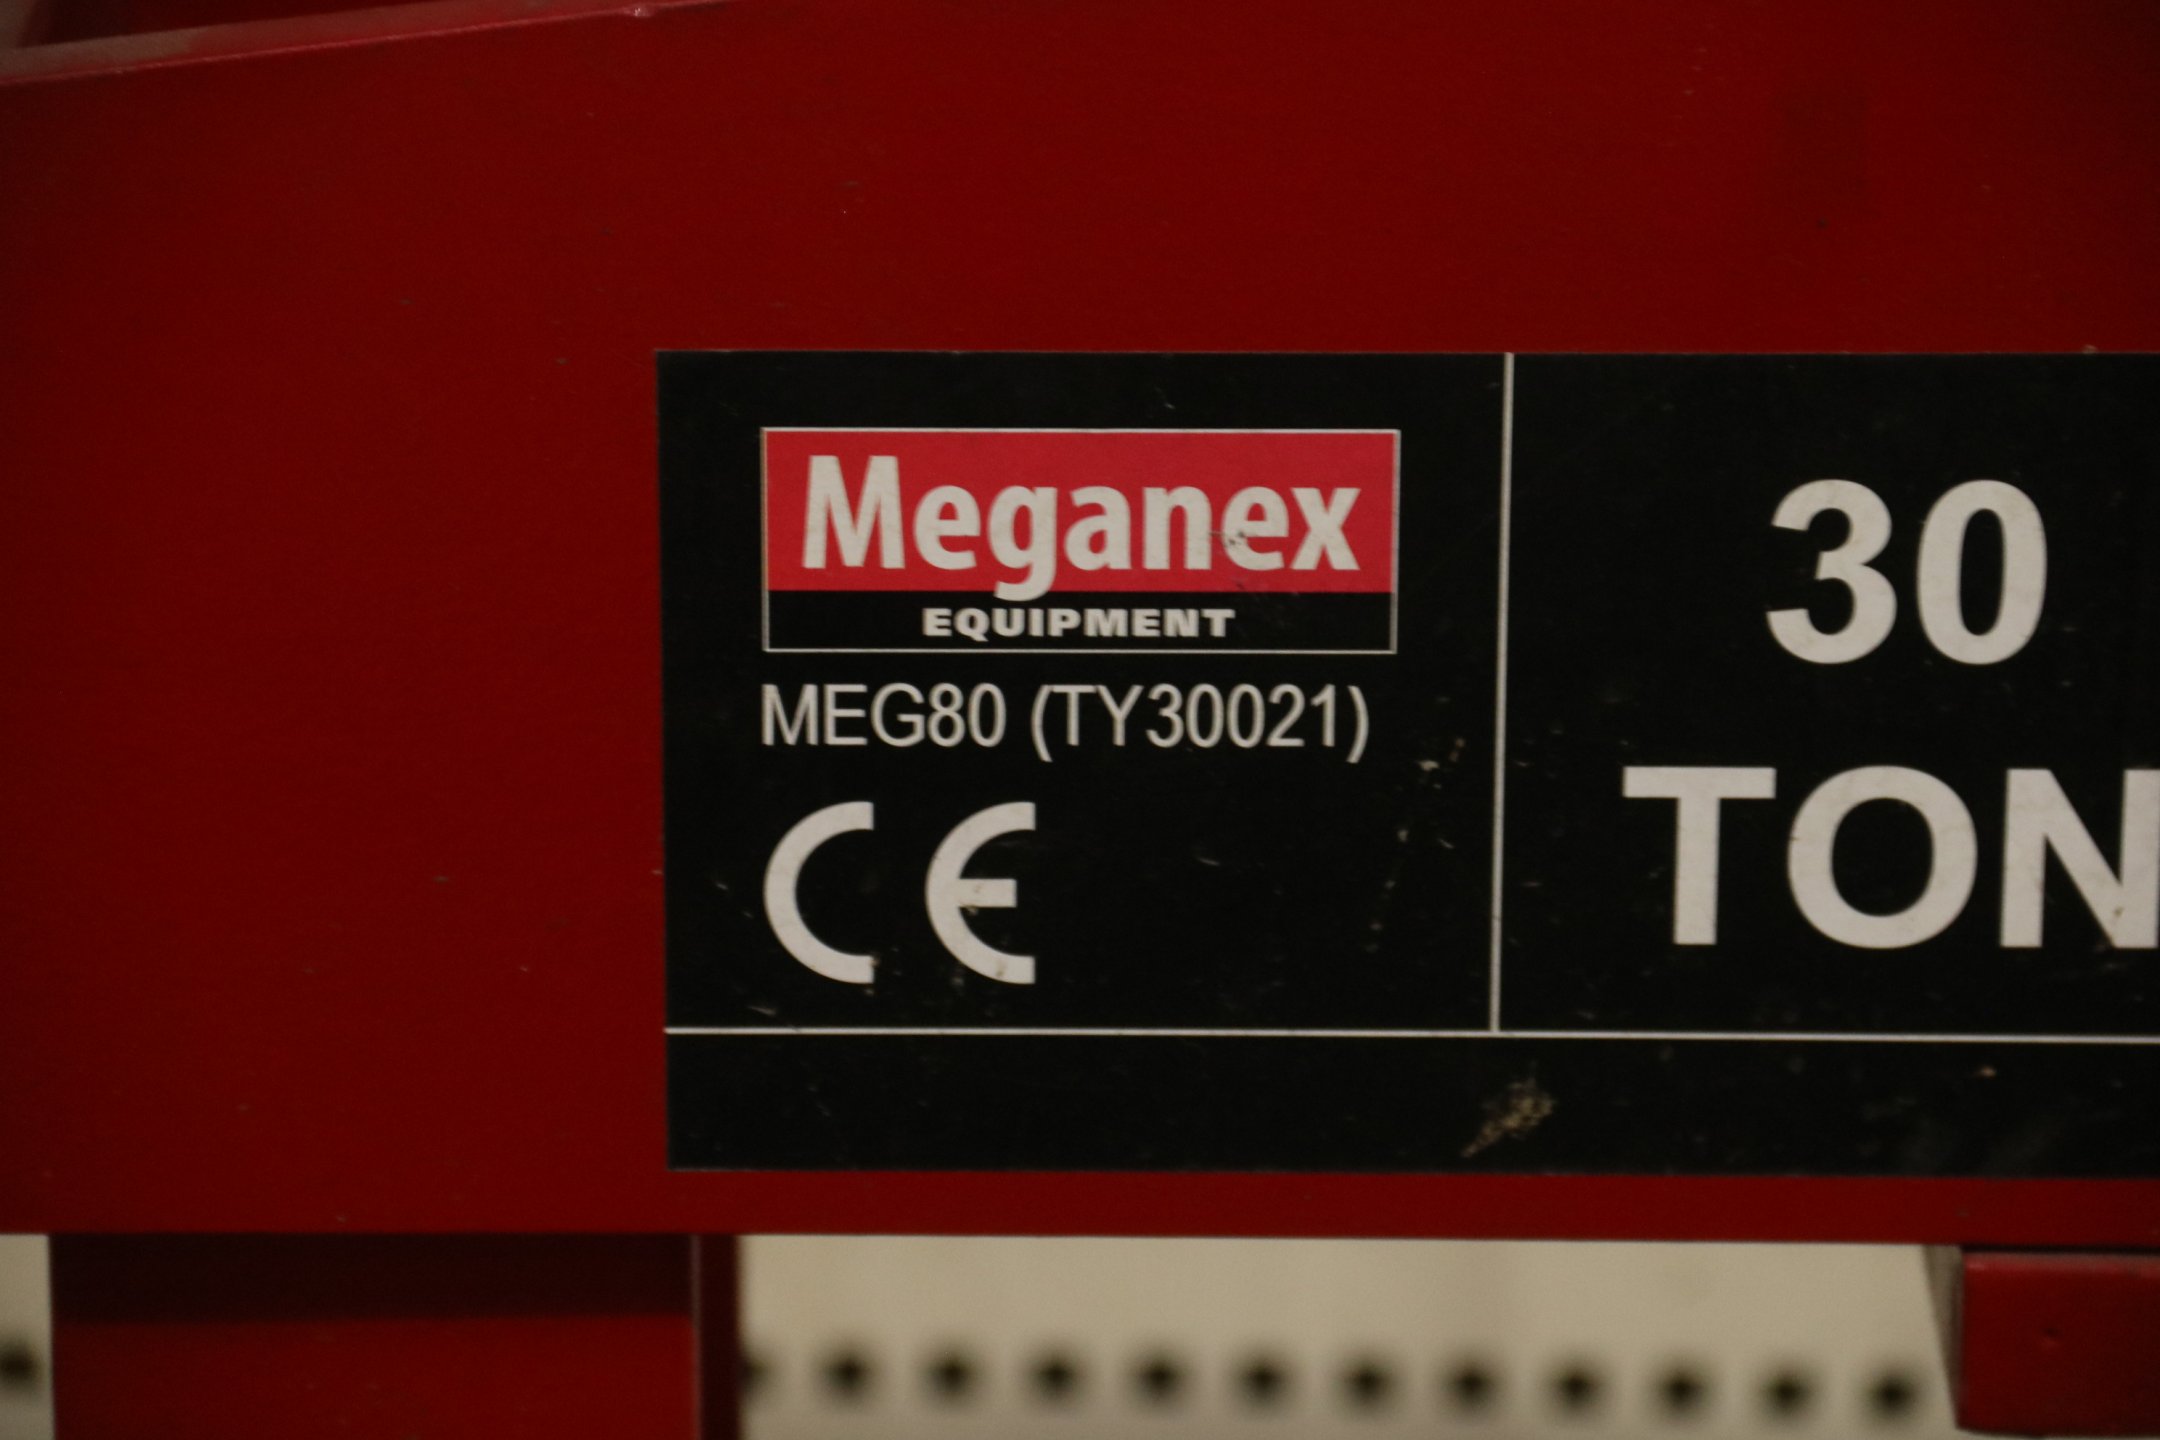 Meganex
EQUIPMENT
MEG80 (TY30021)
CE
30
TON